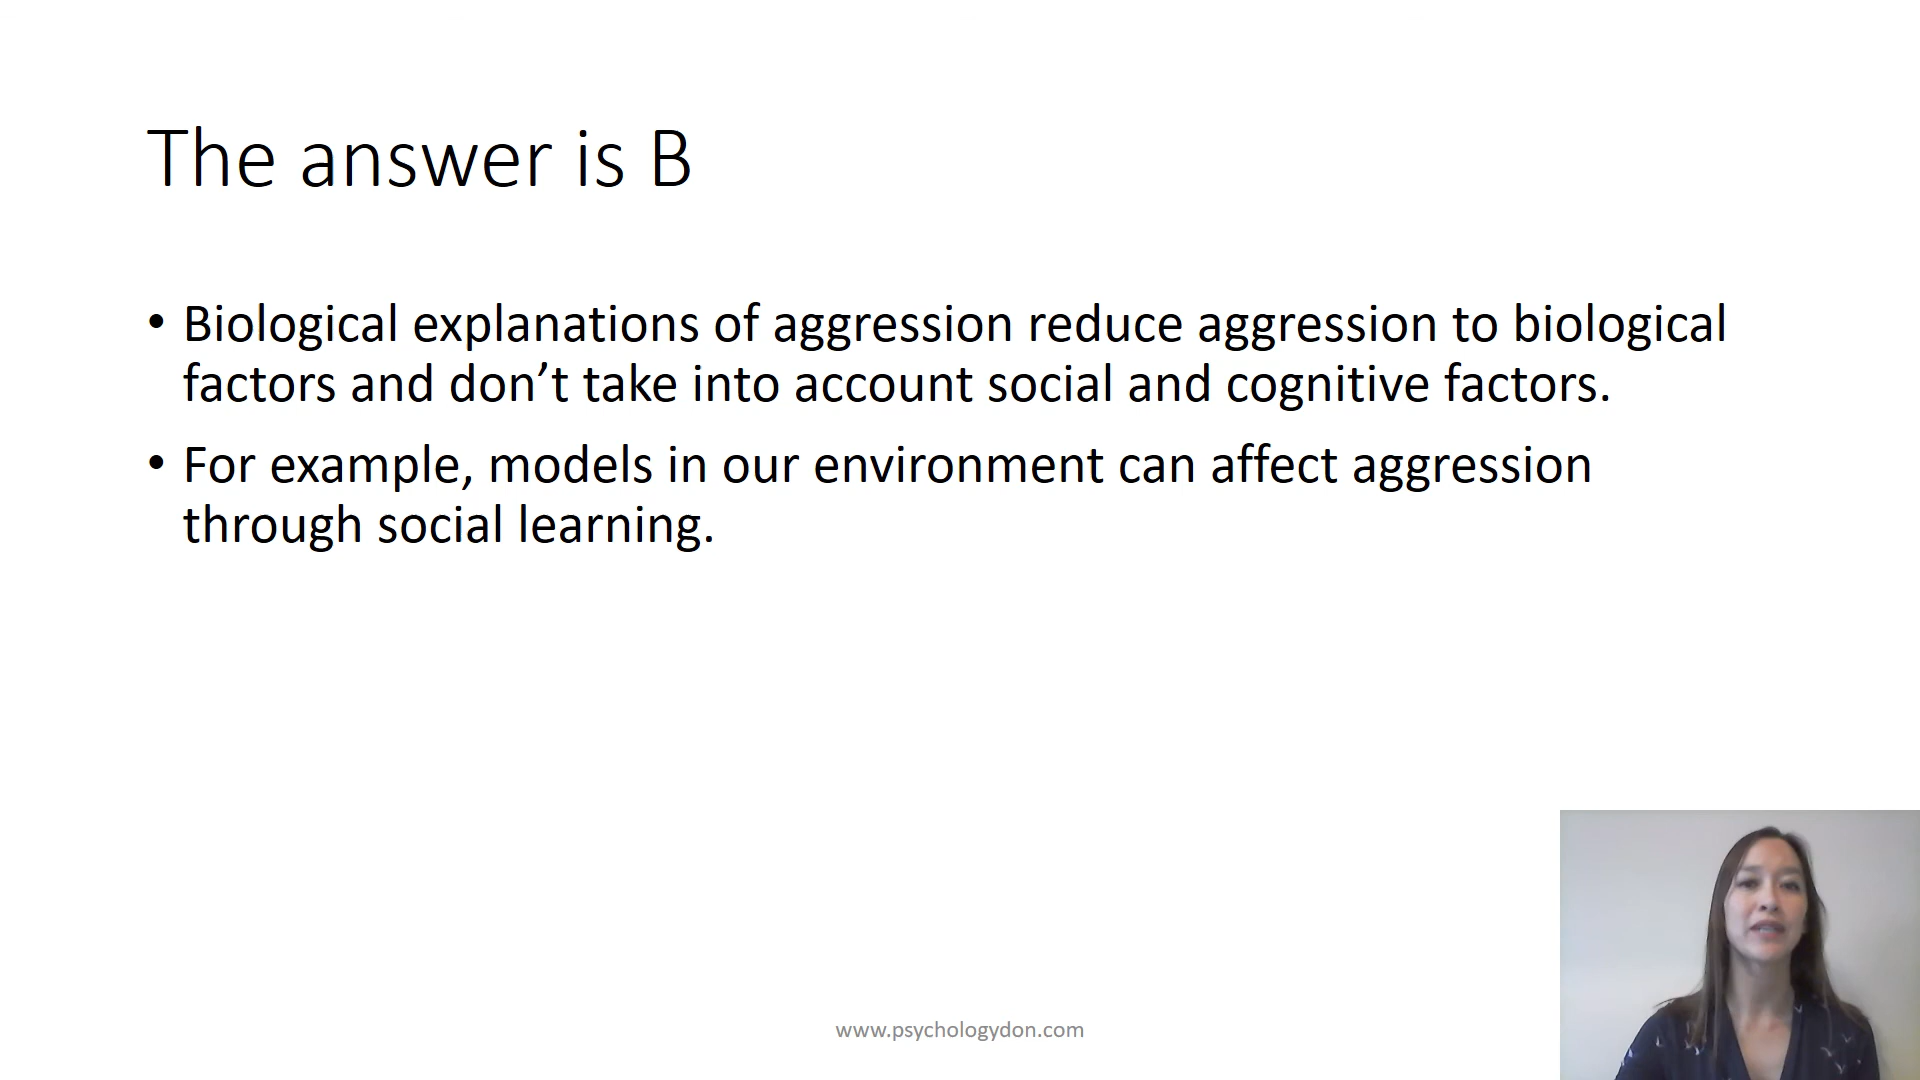 The answer is B
• Biological explanations of aggression reduce aggression to biological
factors and don’t take into account social and cognitive factors.
• For example, models in our environment can affect aggression
through social learning.
www.psychologydon.com